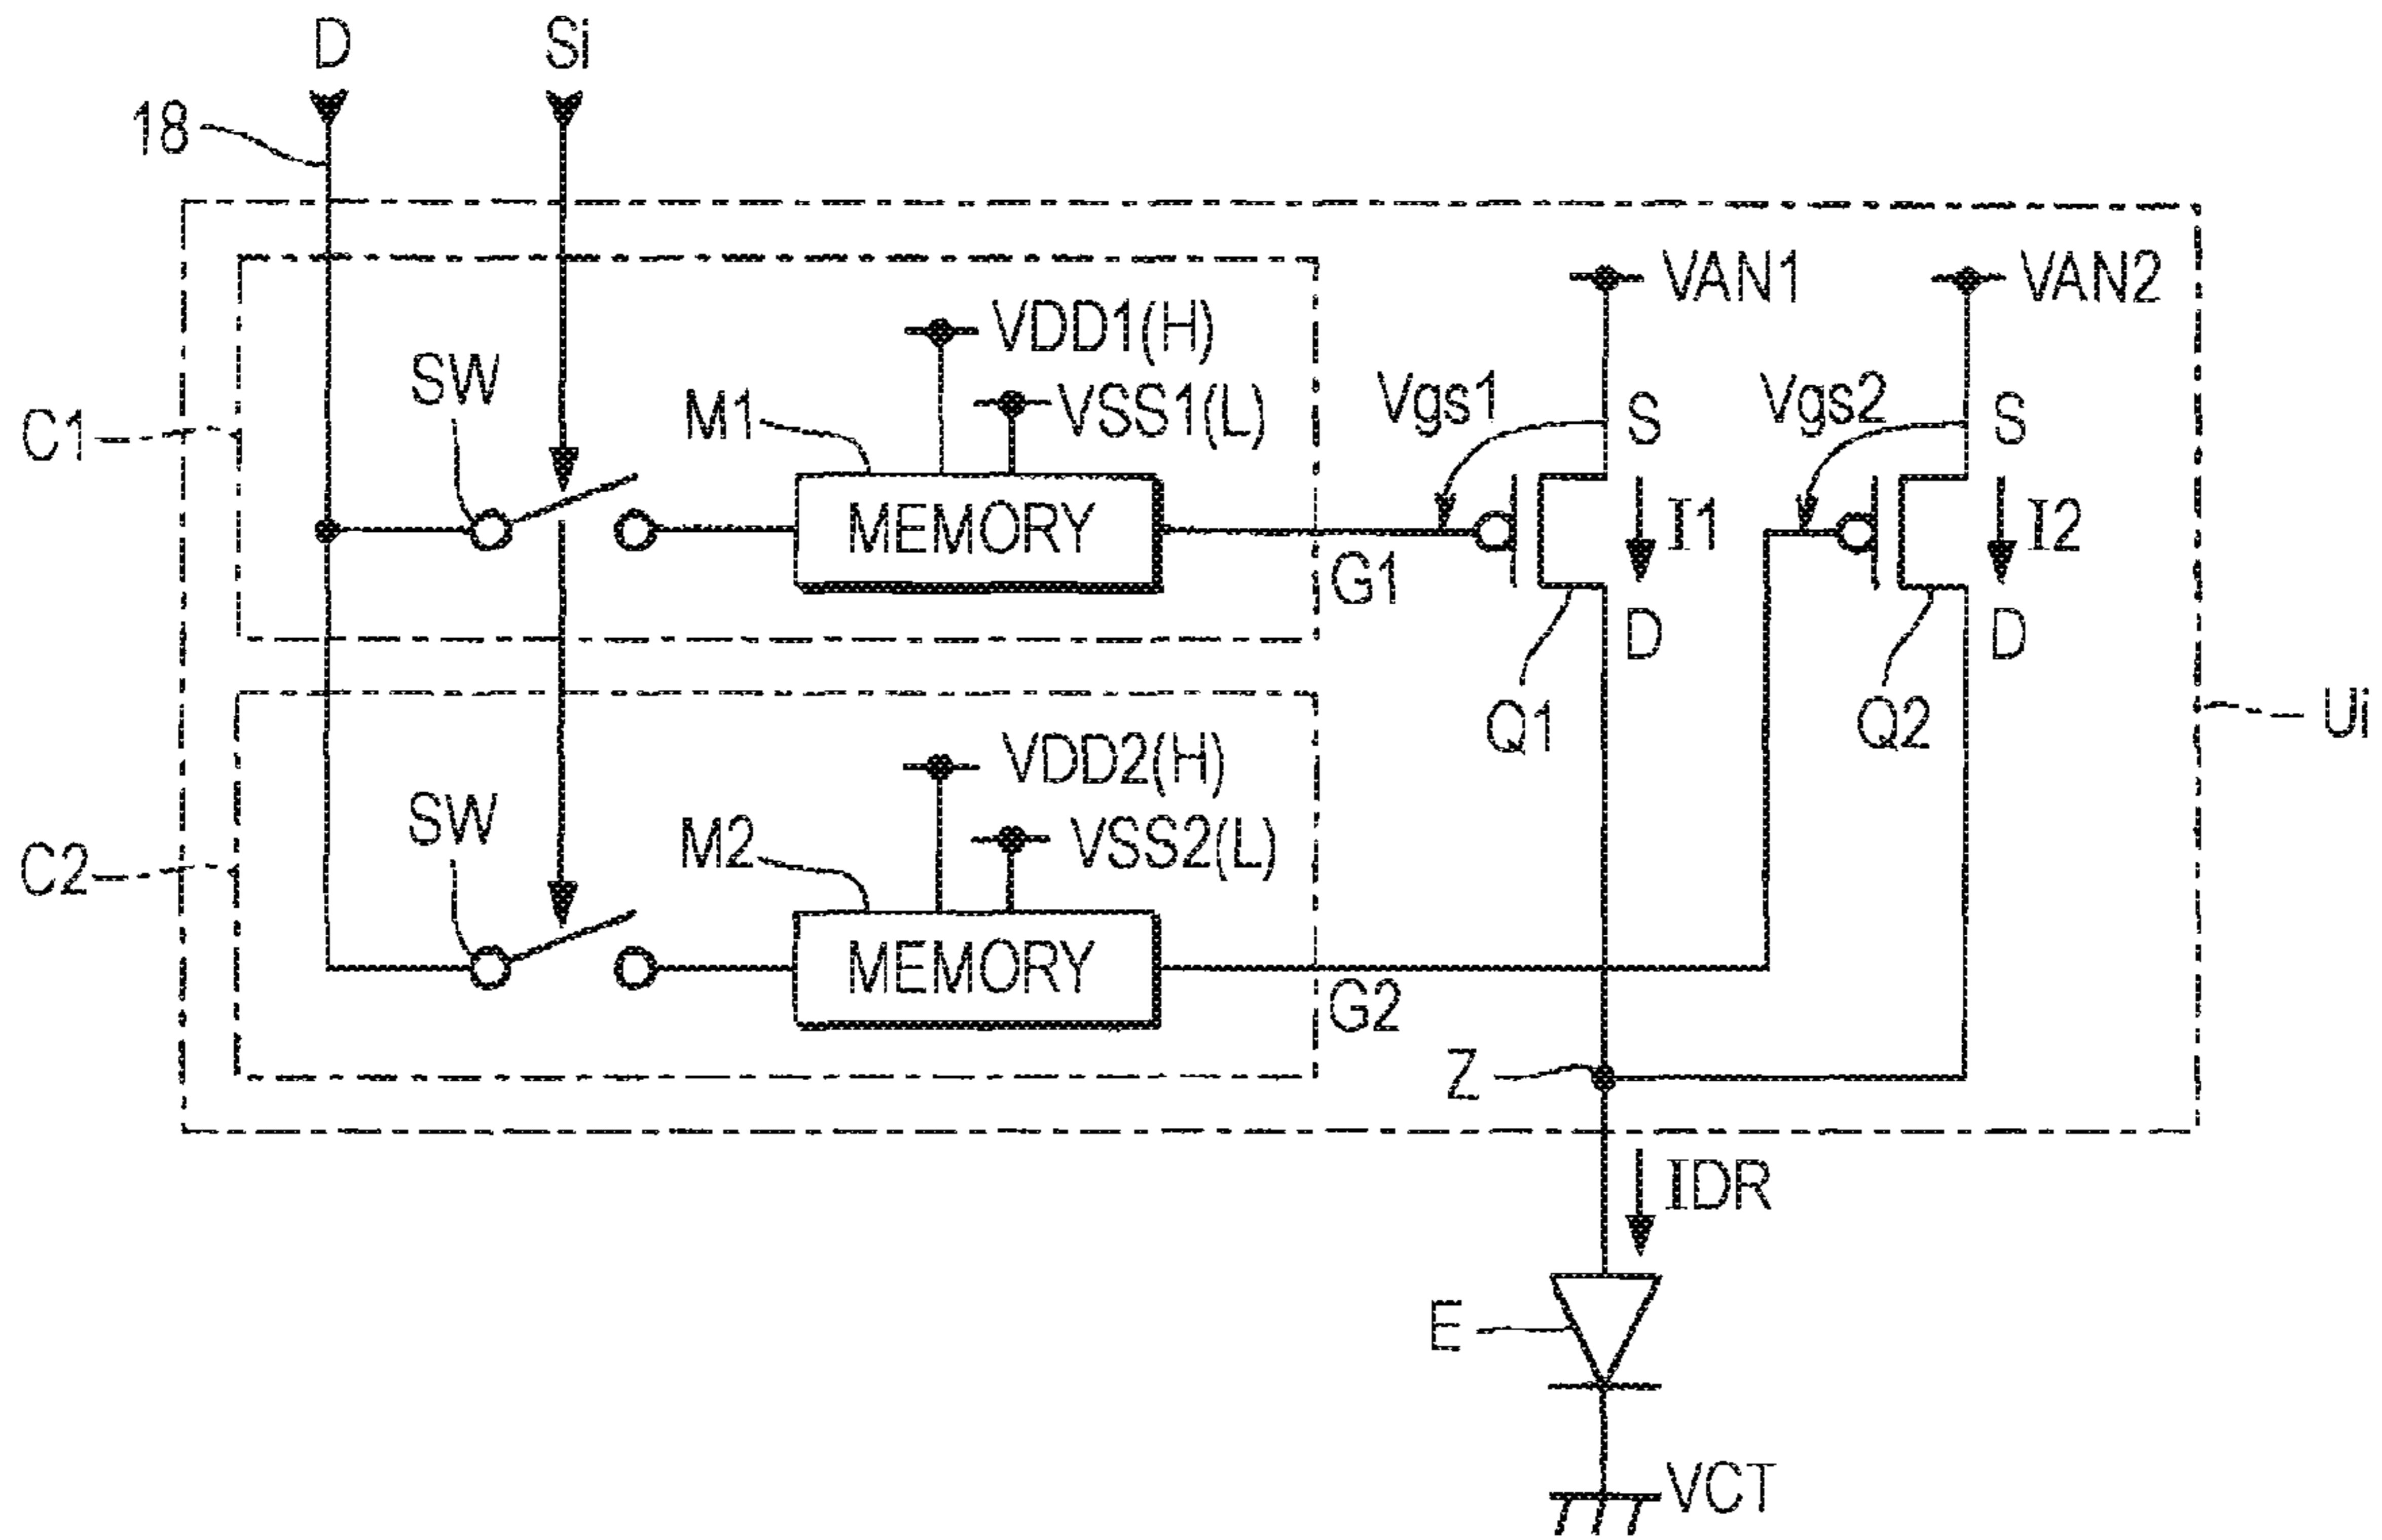 D
Si
18
VAN1
VAN2
VDD1(H)
SW
VSS1(L)
Vgs1
Vgs2
C1
M1
S
S
MEMORY
I1
I2
G1
D
D
Q1
Q2
Ui
VDD2(H)
SW
M2
VSS2(L)
C2
MEMORY
G2
Z
IDR
E
VCT